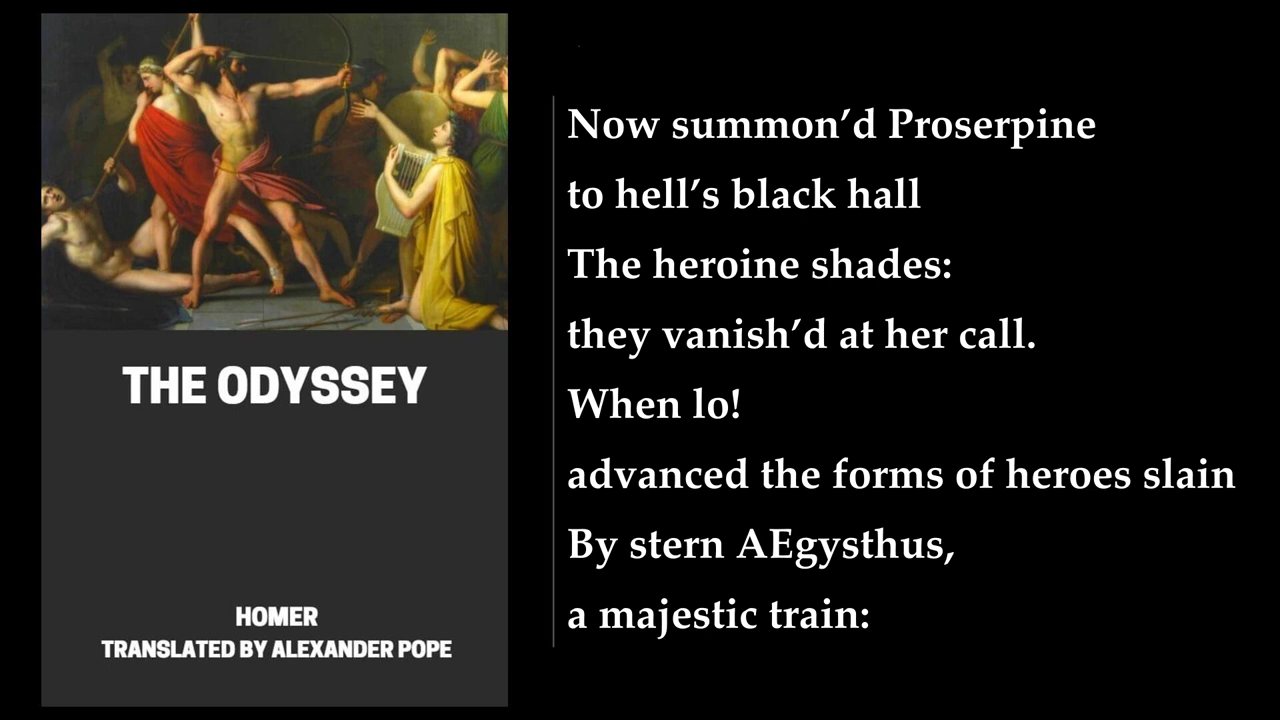 THE ODYSSEY
HOMER
TRANSLATED BY ALEXANDER POPE
Now summon’d Proserpine
to hell’s black hall
The heroine shades:
they vanish’d at her call.
When lo!
advanced the forms of heroes slain
By stern AEgysthus,
a majestic train: